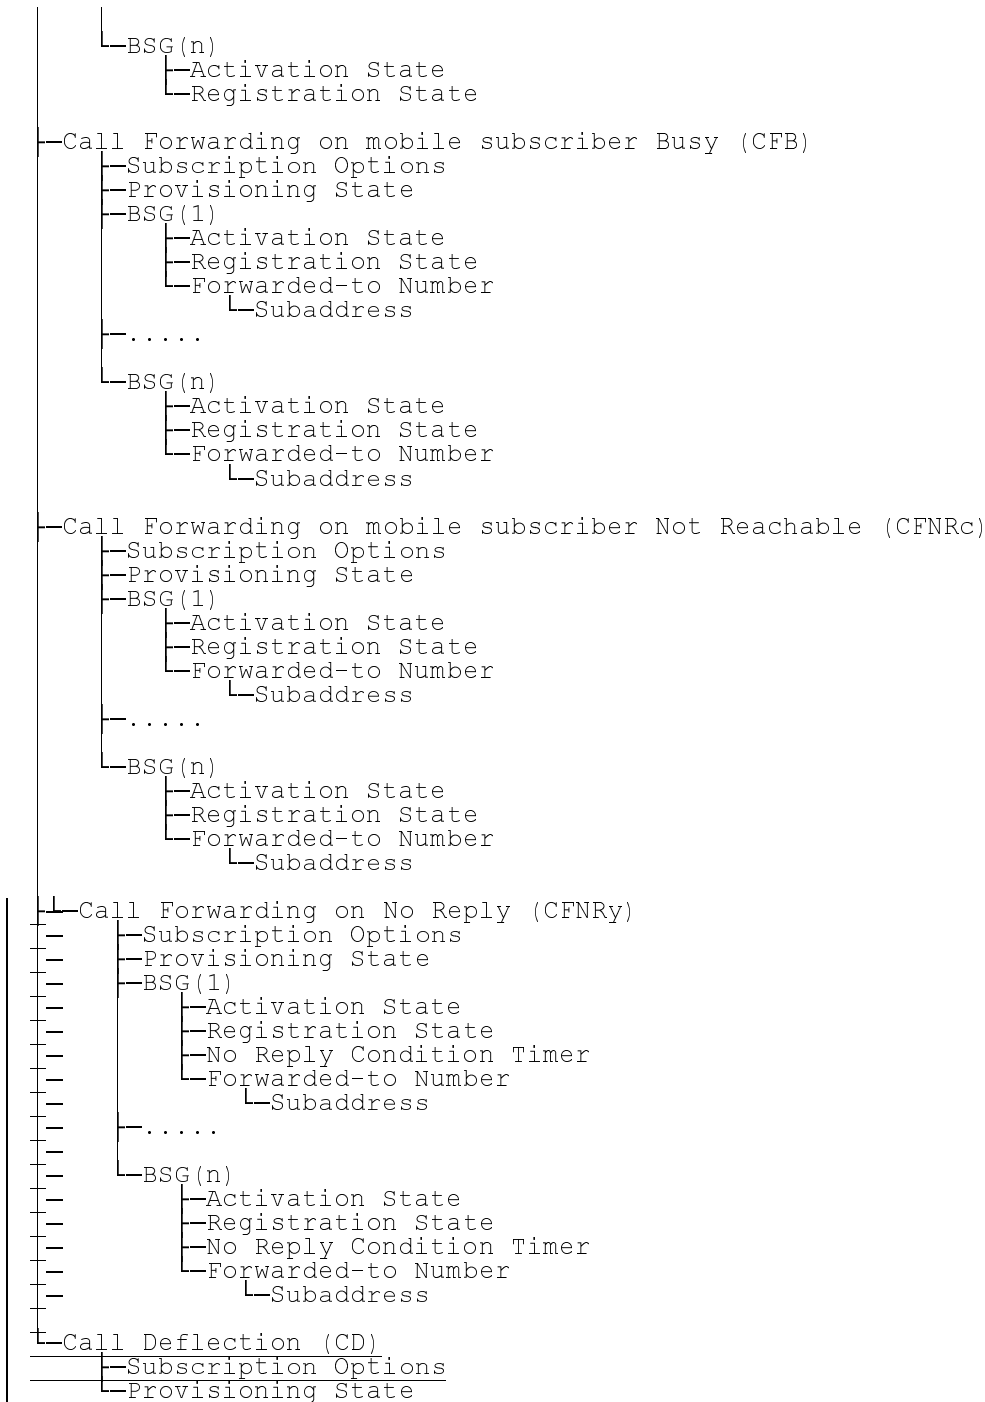 BSG(n)
Activation State
Registration State
Call Forwarding on mobile subscriber Busy (CFB)
Subscription Options
Provisioning State
BSG(1)
Activation State
Registration State
Forwarded-to Number
Subaddress
.....
BSG(n)
Activation State
Registration State
Forwarded-to Number
Subaddress
Call Forwarding on mobile subscriber Not Reachable (CFNRc)
Subscription Options
Provisioning State
BSG(1)
Activation State
Registration State
Forwarded-to Number
Subaddress
.....
BSG(n)
Activation State
Registration State
Forwarded-to Number
Subaddress
Call Forwarding on No Reply (CFNRy)
Subscription Options
Provisioning State
BSG(1)
Activation State
Registration State
No Reply Condition Timer
Forwarded-to Number
Subaddress
.....
BSG(n)
Activation State
Registration State
No Reply Condition Timer
Forwarded-to Number
Subaddress
Call Deflection (CD)
Subscription Options
Provisioning State